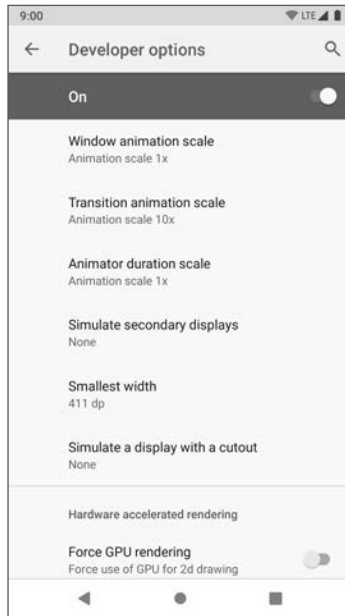 9:00 LTE
Developer options
On
Window animation scale
Animation scale 1x
Transition animation scale
Animation scale 10x
Animator duration scale
Animation scale 1x
Simulate secondary displays
None
Smallest width
411 dp
Simulate a display with a cutout
None
Hardware accelerated rendering
Force GPU rendering
Force use of GPU for 2d drawing